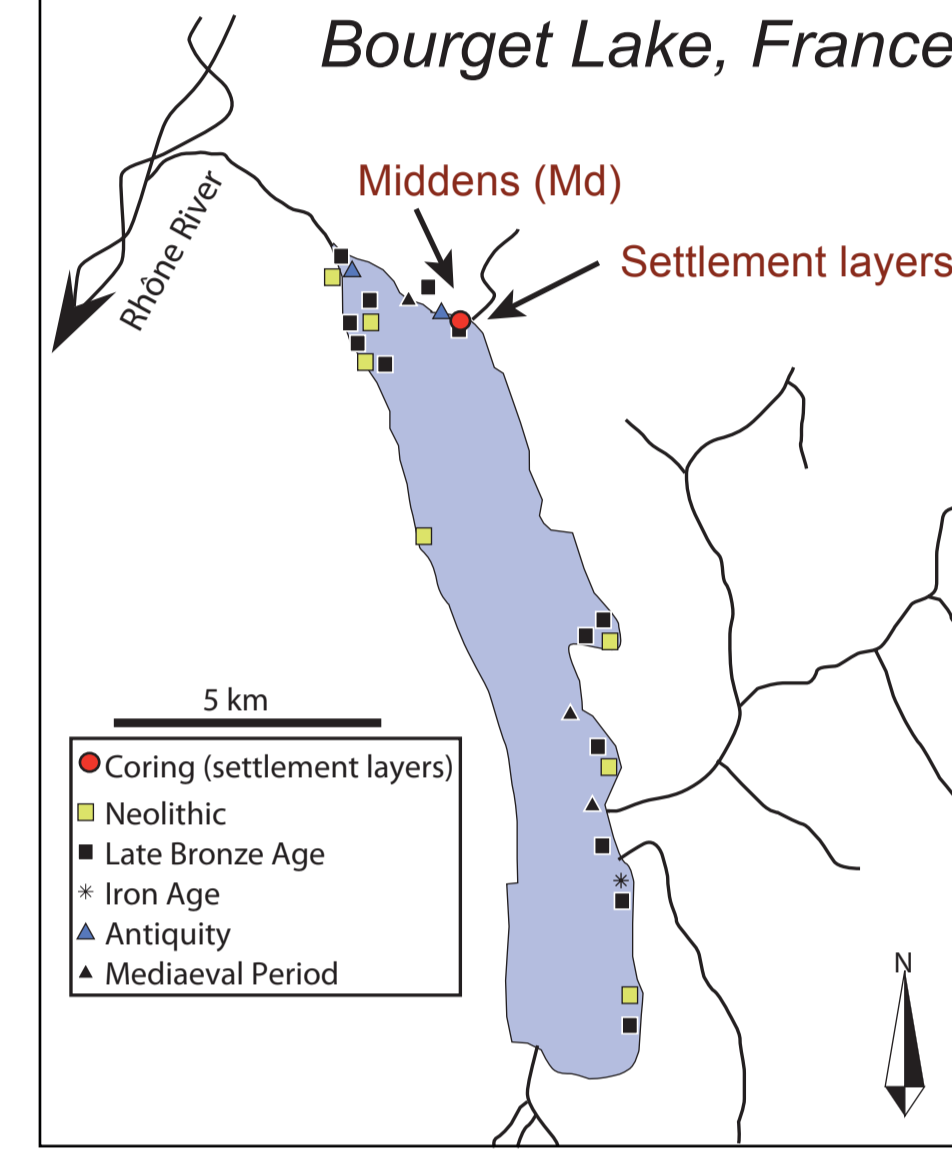 Bourget Lake, France
Middens (Md)
Rhône River
Settlement layers
5 km
Coring (settlement layers)
Neolithic
Late Bronze Age
Iron Age
Antiquity
Mediaeval Period
N